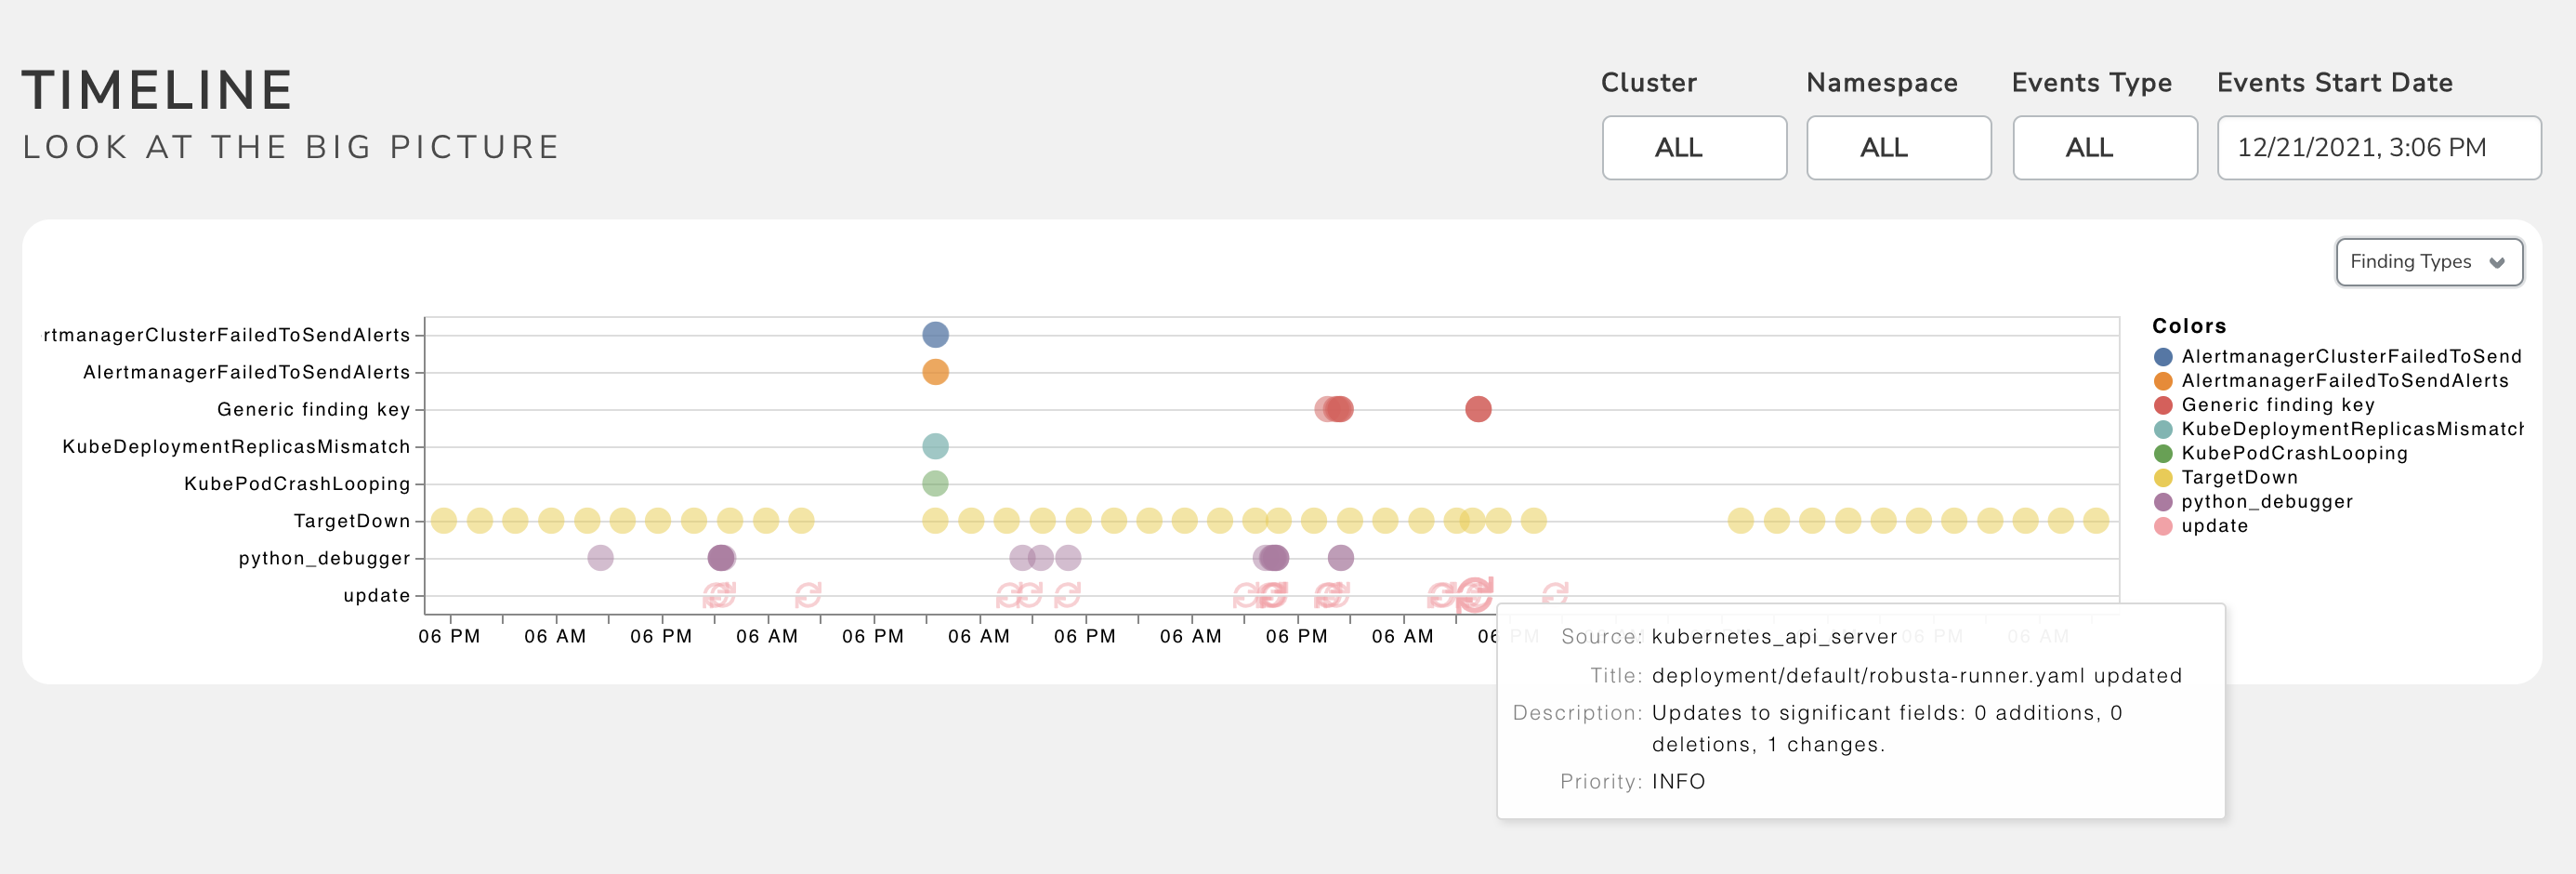 TIMELINE
LOOK AT THE BIG PICTURE
Cluster Namespace Events Type Events Start Date
ALL ALL ALL 12/21/2021, 3:06 PM
Finding Types
rtmanagerClusterFailedToSendAlerts
AlertmanagerFailedToSendAlerts
Generic finding key
KubeDeploymentReplicasMismatch
KubePodCrashLooping
TargetDown
python_debugger
update
06 PM 06 AM 06 PM 06 AM 06 PM 06 AM 06 PM 06 AM 06 PM 06 AM 06 PM 06 PM 06 AM
Colors
AlertmanagerClusterFailedToSend
AlertmanagerFailedToSendAlerts
Generic finding key
KubeDeploymentReplicasMismatch
KubePodCrashLooping
TargetDown
python_debugger
update
Source: kubernetes_api_server
Title: deployment/default/robusta-runner.yaml updated
Description: Updates to significant fields: 0 additions, 0
deletions, 1 changes.
Priority: INFO